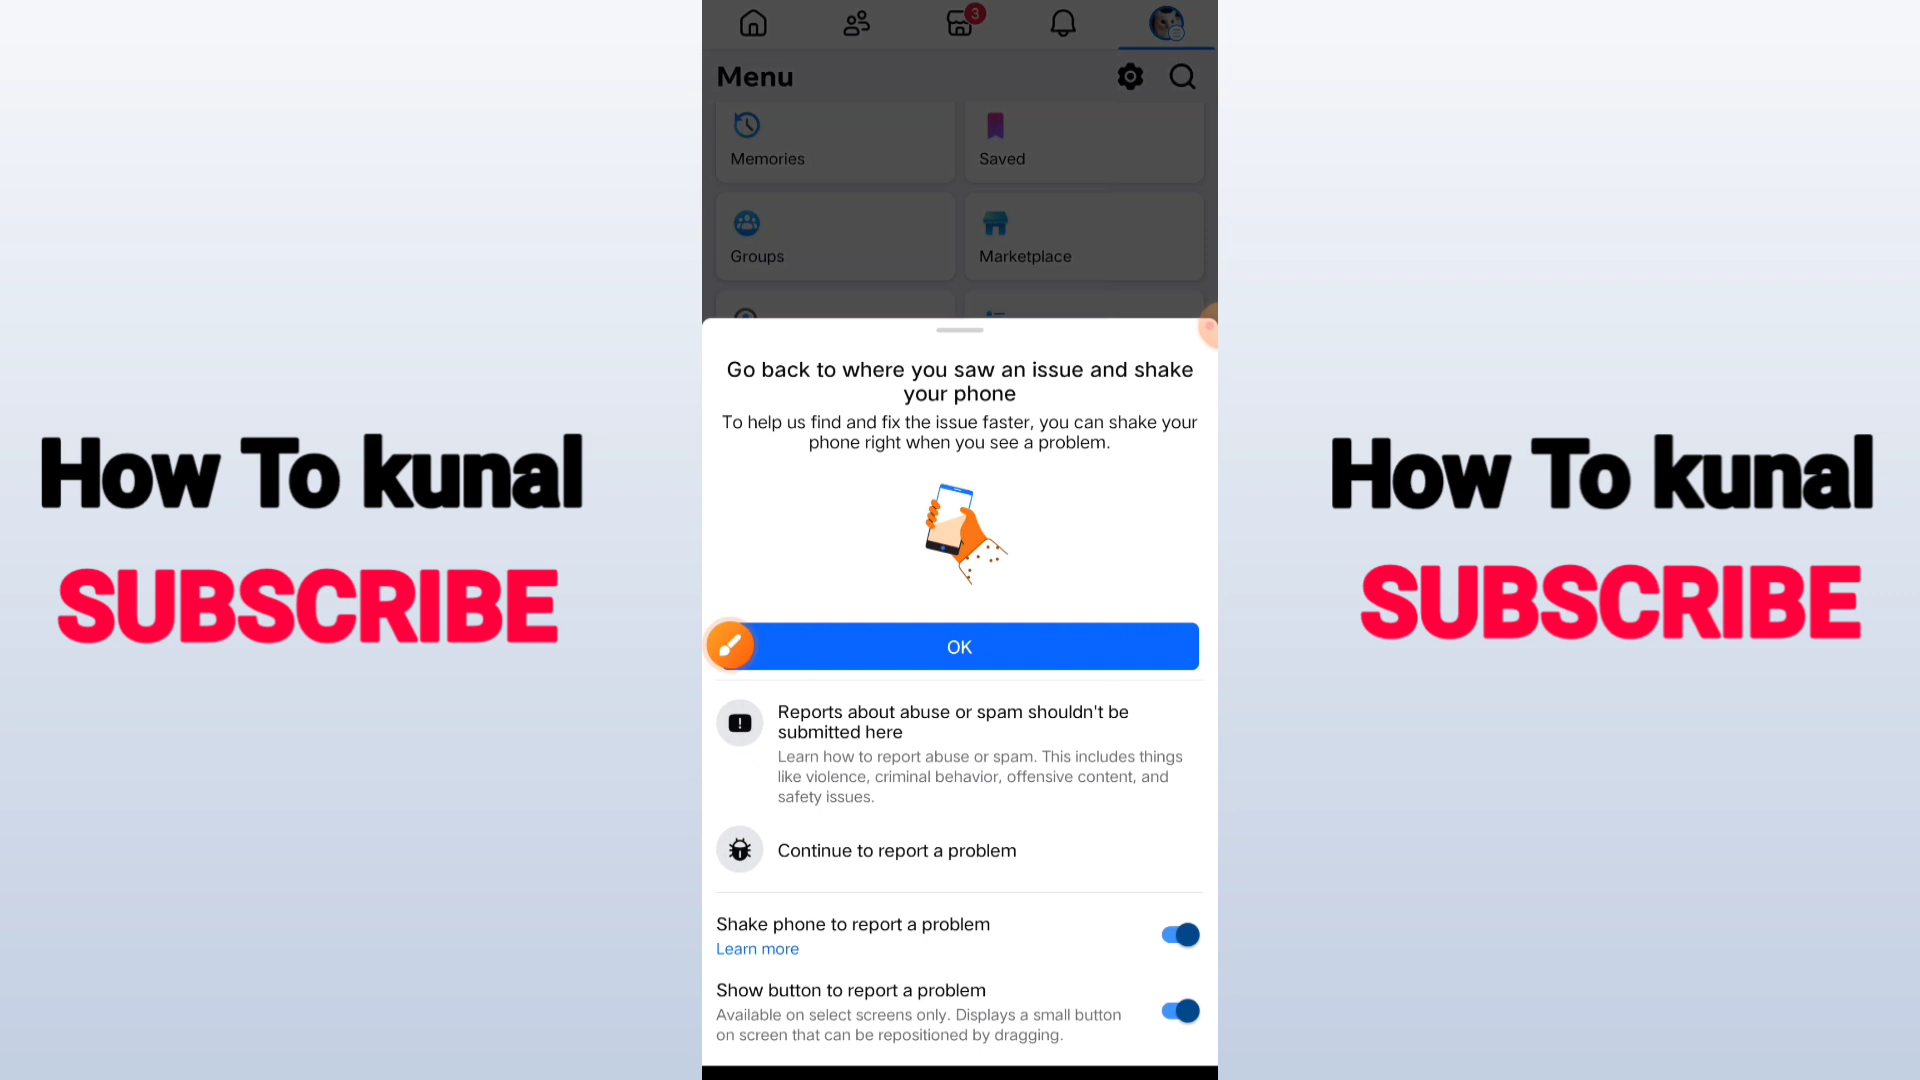 3
Menu
Memories
Saved
Groups
Marketplace
Go back to where you saw an issue and shake
your phone
To help us find and fix the issue faster, you can shake your
phone right when you see a problem.
OK
Reports about abuse or spam shouldn't be
submitted here
Learn how to report abuse or spam. This includes things
like violence, criminal behavior, offensive content, and
safety issues.
Continue to report a problem
Shake phone to report a problem
Learn more
Show button to report a problem
Available on select screens only. Displays a small button
on screen that can be repositioned by dragging.
How To kunal
SUBSCRIBE
How To kunal
SUBSCRIBE